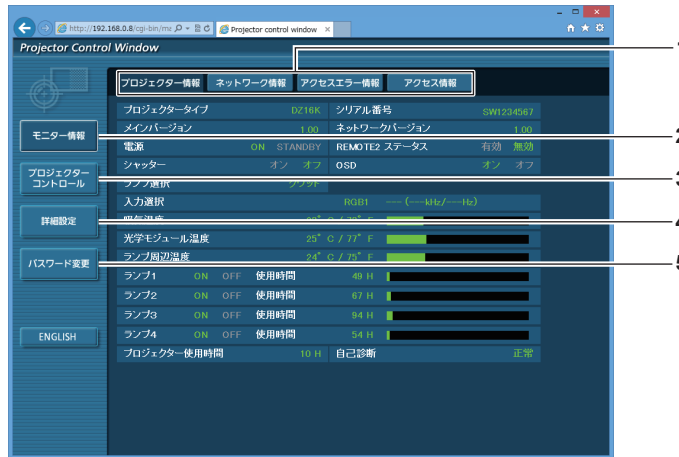 http://192.168.0.8/cgi-bin/ma
Projector control window
Projector Control Window
プロジェクター情報 ネットワーク情報 アクセスエラー情報 アクセス情報
1
プロジェクタータイプ DZ16K シリアル番号 SW1234567
メインバージョン 1.00 ネットワークバージョン 1.00
モニター情報
2
電源 ON STANDBY REMOTE2 ステータス 有効 無効
シャッター オン オフ OSD オン オフ
プロジェクター
コントロール
3
ランプ選択 クワッド
入力選択 RGB1 --- (---kHz/---Hz)
詳細設定
4
光学モジュール温度 25° C / 77° F
ランプ周辺温度 24° C / 75° F
パスワード変更
5
ランプ1 ON OFF 使用時間 49 H
ランプ2 ON OFF 使用時間 67 H
ランプ3 ON OFF 使用時間 94 H
ランプ4 ON OFF 使用時間 54 H
ENGLISH
プロジェクター使用時間 10 H 自己診断 正常